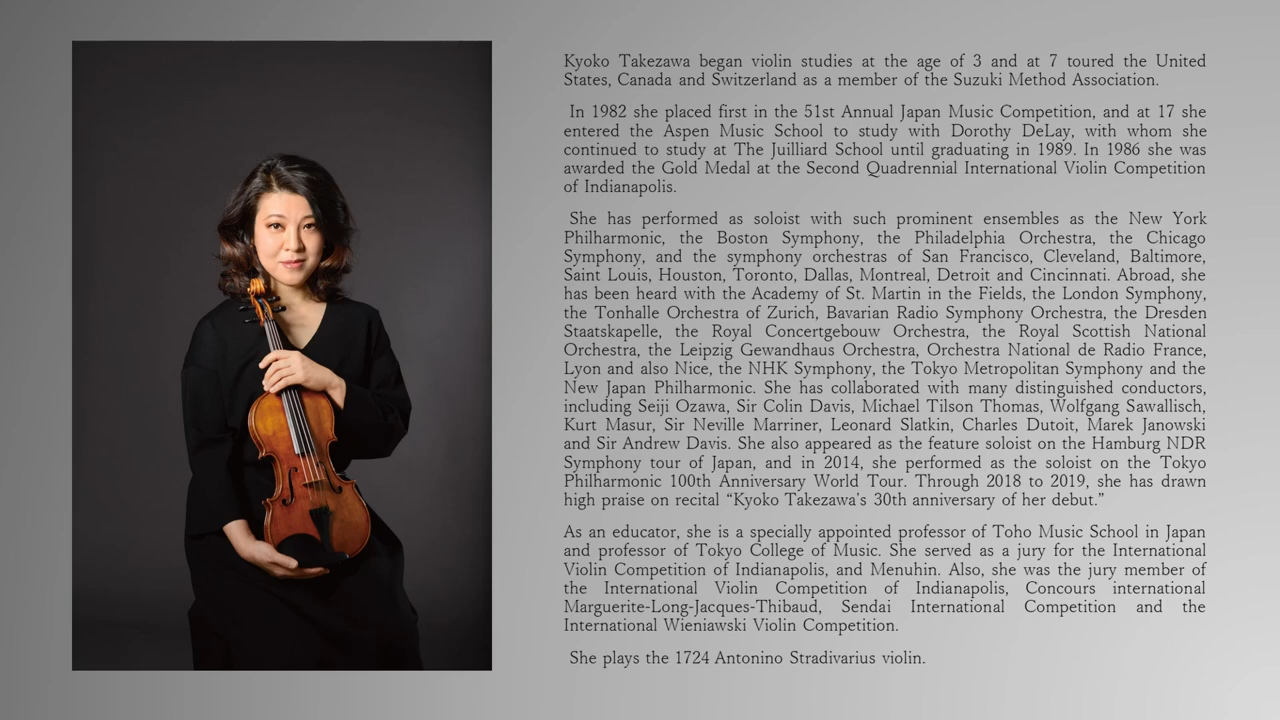 Kyoko Takezawa began violin studies at the age of 3 and at 7 toured the United
States, Canada and Switzerland as a member of the Suzuki Method Association.
In 1982 she placed first in the 51st Annual Japan Music Competition, and at 17 she
entered the Aspen Music School to study with Dorothy DeLay, with whom she
continued to study at The Juilliard School until graduating in 1989. In 1986 she was
awarded the Gold Medal at the Second Quadrennial International Violin Competition
of Indianapolis.
She has performed as soloist with such prominent ensembles as the New York
Philharmonic, the Boston Symphony, the Philadelphia Orchestra, the Chicago
Symphony, and the symphony orchestras of San Francisco, Cleveland, Baltimore,
Saint Louis, Houston, Toronto, Dallas, Montreal, Detroit and Cincinnati. Abroad, she
has been heard with the Academy of St. Martin in the Fields, the London Symphony,
the Tonhalle Orchestra of Zurich, Bavarian Radio Symphony Orchestra, the Dresden
Staatskapelle, the Royal Concertgebouw Orchestra, the Royal Scottish National
Orchestra, the Leipzig Gewandhaus Orchestra, Orchestra National de Radio France,
Lyon and also Nice, the NHK Symphony, the Tokyo Metropolitan Symphony and the
New Japan Philharmonic. She has collaborated with many distinguished conductors,
including Seiji Ozawa, Sir Colin Davis, Michael Tilson Thomas, Wolfgang Sawallisch,
Kurt Masur, Sir Neville Marriner, Leonard Slatkin, Charles Dutoit, Marek Janowski
and Sir Andrew Davis. She also appeared as the feature soloist on the Hamburg NDR
Symphony tour of Japan, and in 2014, she performed as the soloist on the Tokyo
Philharmonic 100th Anniversary World Tour. Through 2018 to 2019, she has drawn
high praise on recital “Kyoko Takezawa's 30th anniversary of her debut.”
As an educator, she is a specially appointed professor of Toho Music School in Japan
and professor of Tokyo College of Music. She served as a jury for the International
Violin Competition of Indianapolis, and Menuhin. Also, she was the jury member of
the International Violin Competition of Indianapolis, Concours international
Marguerite-Long-Jacques-Thibaud, Sendai International Competition and the
International Wieniawski Violin Competition.
She plays the 1724 Antonino Stradivarius violin.